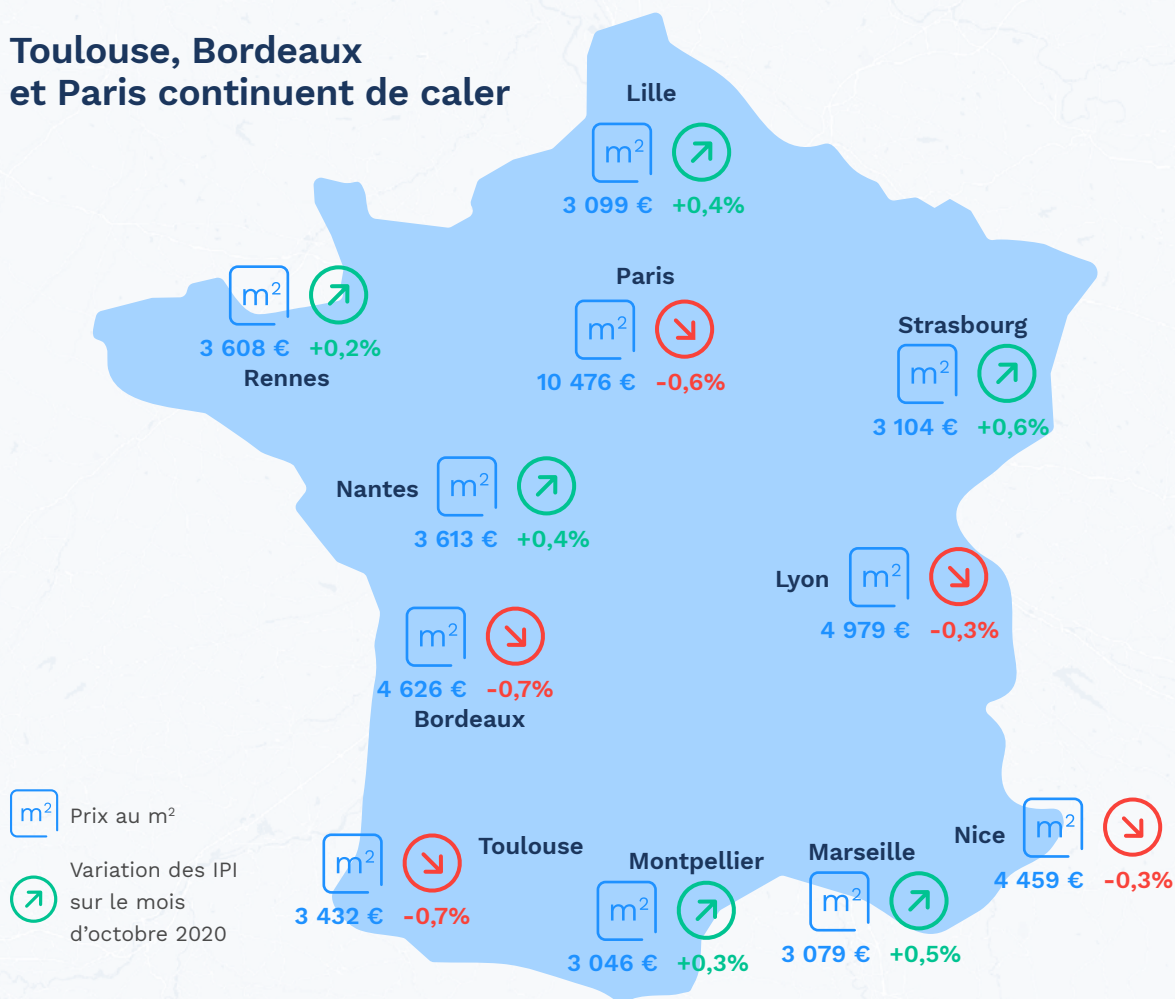 Toulouse, Bordeaux
et Paris continuent de caler
Lille
m²
3 099 € +0,4%
Paris
m²
10 476 € -0,6%
m²
3 608 € +0,2%
Rennes
Strasbourg
m²
3 104 € +0,6%
Nantes
m²
3 613 € +0,4%
Lyon
m²
4 979 € -0,3%
m²
4 626 € -0,7%
Bordeaux
Toulouse
m²
3 432 € -0,7%
Montpellier
m²
3 046 € +0,3%
Marseille
m²
3 079 € +0,5%
Nice
m²
4 459 € -0,3%
m² Prix au m²
Variation des IPI
sur le mois
d’octobre 2020